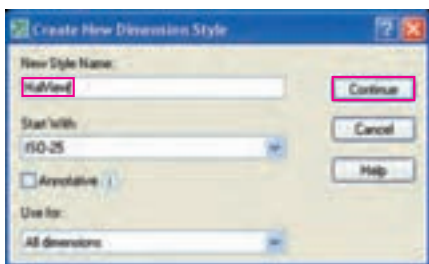 Create New Dimension Style
New Style Name:
HalfView
Continue
Start With:
ISO-25
Cancel
Annotative
Help
Use for:
All dimensions